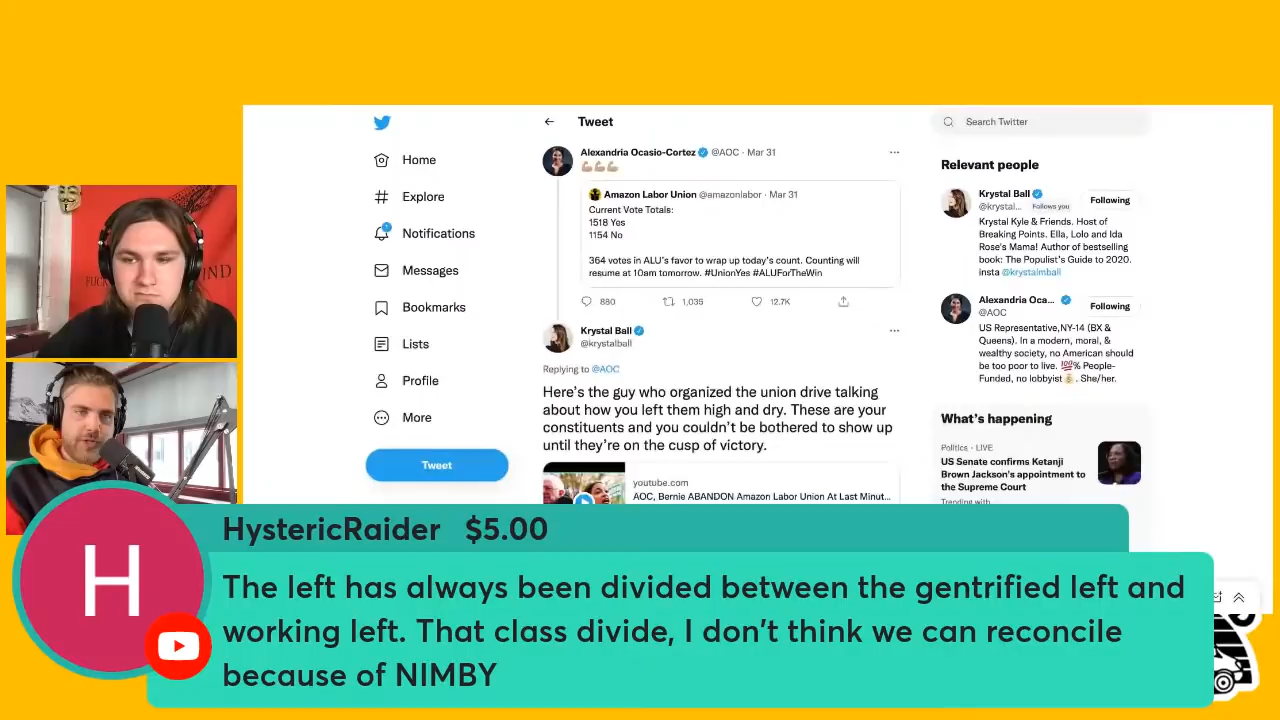 Home
Explore
Notifications
Messages
Bookmarks
Lists
Profile
More
Tweet
Tweet
Alexandria Ocasio-Cortez @AOC · Mar 31
Amazon Labor Union @amazonlabor · Mar 31
Current Vote Totals:
1518 Yes
1154 No
364 votes in ALU's favor to wrap up today's count. Counting will
resume at 10am tomorrow. #UnionYes #ALUForTheWin
880 1,035 12.7K
Krystal Ball
@krystalball
Replying to @AOC
Here's the guy who organized the union drive talking
about how you left them high and dry. These are your
constituents and you couldn't be bothered to show up
until they're on the cusp of victory.
youtube.com
AOC, Bernie ABANDON Amazon Labor Union At Last Minut...
Search Twitter
Relevant people
Krystal Ball
@krystal... Follows you
Following
Krystal Kyle & Friends. Host of
Breaking Points. Ella, Lolo and Ida
Rose's Mama! Author of bestselling
book: The Populist's Guide to 2020.
insta @krystalmball
Alexandria Oca...
@AOC
Following
US Representative,NY-14 (BX &
Queens). In a modern, moral, &
wealthy society, no American should
be too poor to live. 💯% People-
Funded, no lobbyist💰. She/her.
What's happening
Politics · LIVE
US Senate confirms Ketanji
Brown Jackson's appointment to
the Supreme Court
Trending with
H
HystericRaider $5.00
The left has always been divided between the gentrified left and
working left. That class divide, I don't think we can reconcile
because of NIMBY